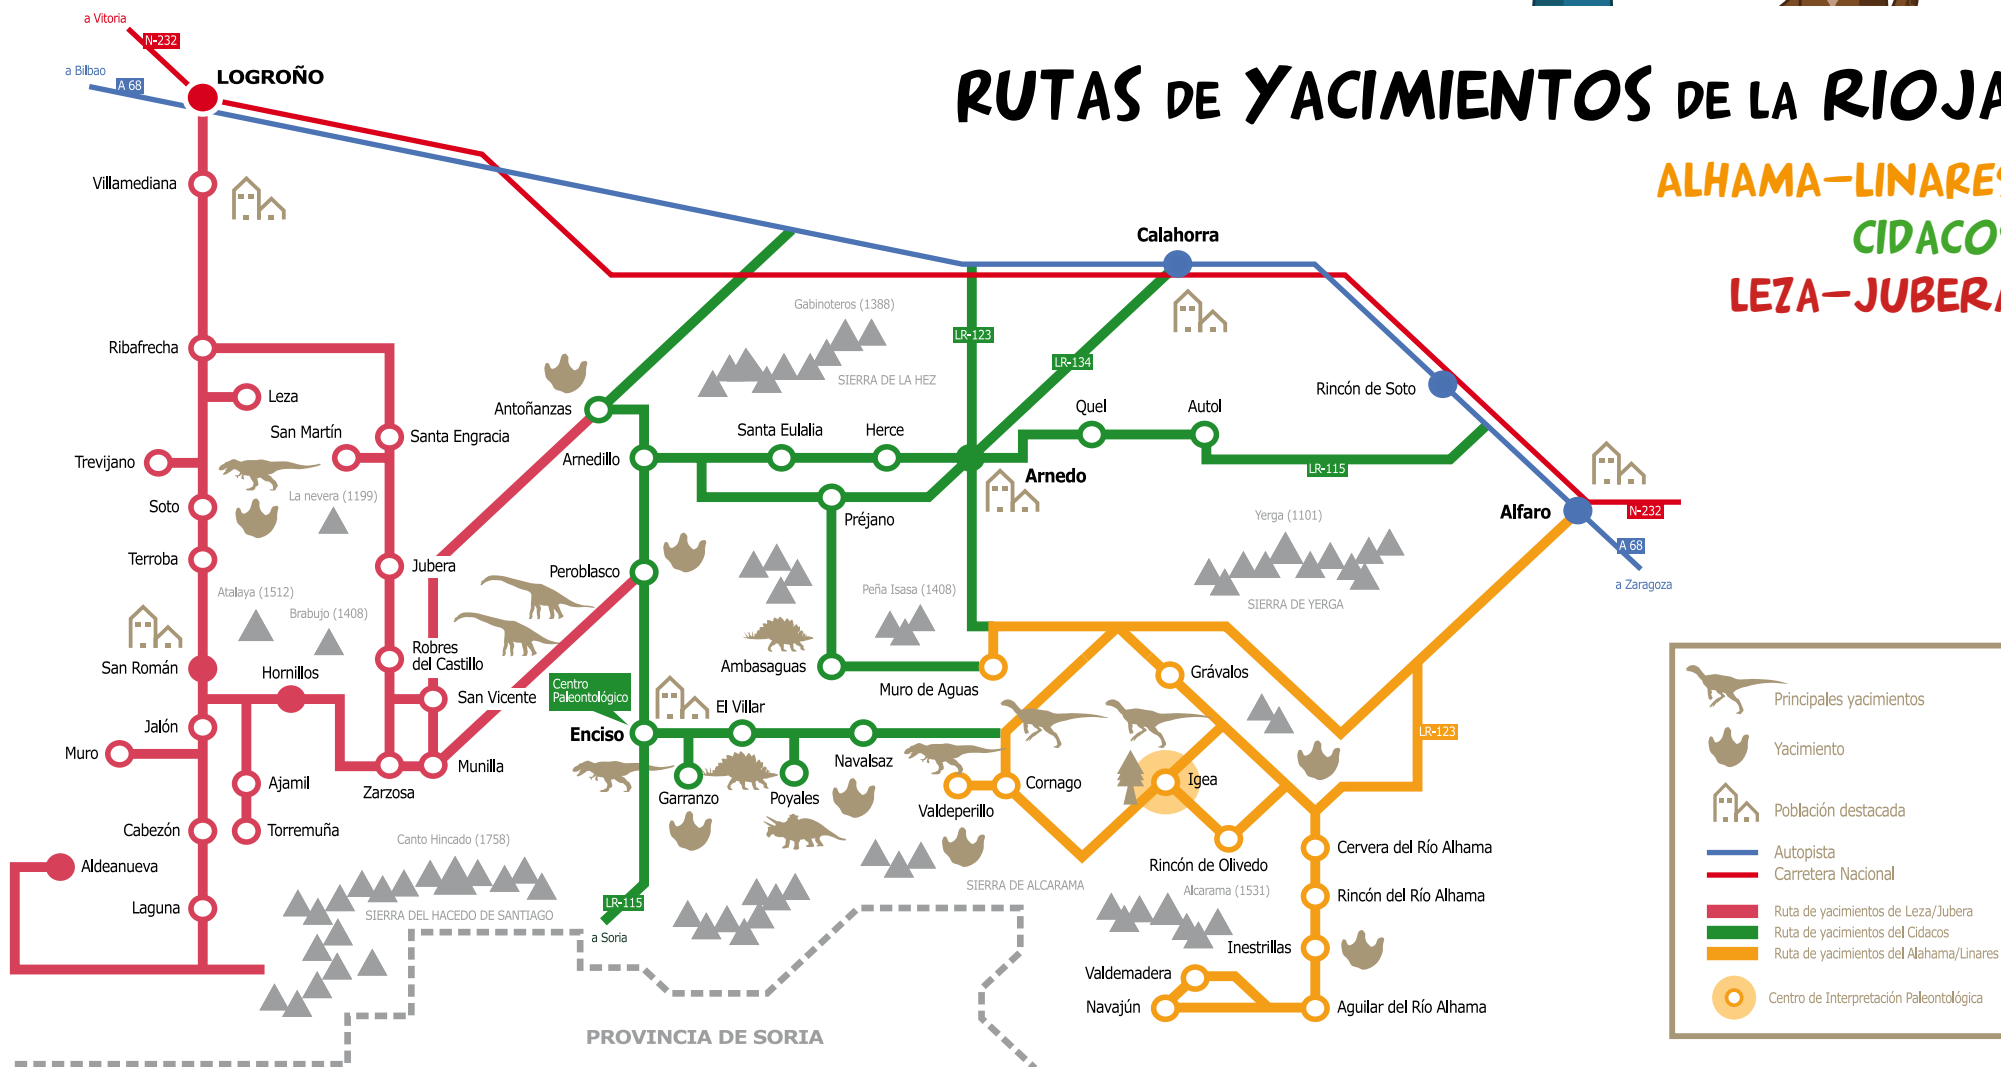 a Vitoria
N-232
a Bilbao
A 68
LOGROÑO
RUTAS DE YACIMIENTOS DE LA RIOJA
ALHAMA-LINARES
CIDACOS
LEZA-JUBERA
Villamediana
Calahorra
Gabinoteros (1388)
LR-123
LR-134
SIERRA DE LA HEZ
Ribafrecha
Leza
San Martín
Santa Engracia
Antoñanzas
Rincón de Soto
Quel
Autol
Santa Eulalia
Herce
Trevijano
Arnedillo
Arnedo
LR-115
La nevera (1199)
Soto
Préjano
Yerga (1101)
Alfaro
N-232
A 68
a Zaragoza
Terroba
Jubera
Peroblasco
Atalaya (1512)
Brabujo (1408)
Peña Isasa (1408)
SIERRA DE YERGA
San Román
Hornillos
Robres
del Castillo
Ambasaguas
Muro de Aguas
Grávalos
San Vicente
Centro
Paleontológico
El Villar
Enciso
Jalón
Muro
Munilla
Zarzosa
Navalsaz
LR-123
Ajamil
Garranzo
Poyales
Valdeperillo
Cornago
Igea
Cabezón
Torremuña
Canto Hincado (1758)
Aldeanueva
Rincón de Olivedo
Cervera del Río Alhama
SIERRA DE ALCARAMA
Alcarama (1531)
Rincón del Río Alhama
Laguna
SIERRA DEL HACEDO DE SANTIAGO
LR-115
a Soria
Inestrillas
Valdemadera
Navajún
Aguilar del Río Alhama
PROVINCIA DE SORIA
Principales yacimientos
Yacimiento
Población destacada
Autopista
Carretera Nacional
Ruta de yacimientos de Leza/Jubera
Ruta de yacimientos del Cidacos
Ruta de yacimientos del Alahama/Linares
Centro de Interpretación Paleontológica